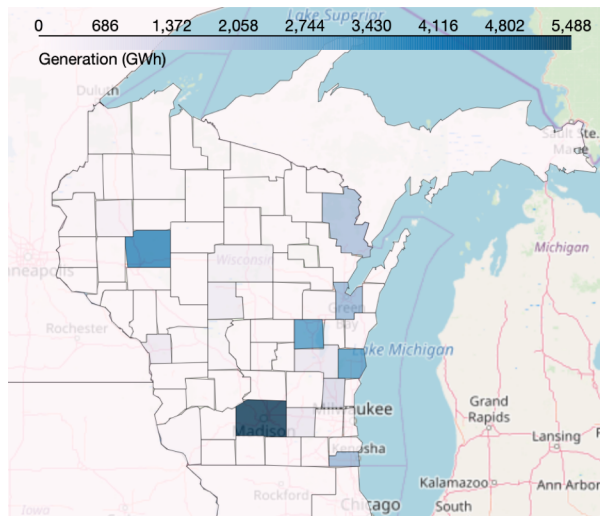 Lake Superior
0 686 1,372 2,058 2,744 3,430 4,116 4,802 5,488
Generation (GWh)
Duluth
Sault Ste.
Marie
Wisconsin
Michigan
nneapolis
Green
Bay
Rochester
Lake Michigan
Milwaukee
Grand
Rapids
Madison
Lansing
Kenosha
Kalamazoo
Ann Arbor
Rockford
Iowa
Chicago
South